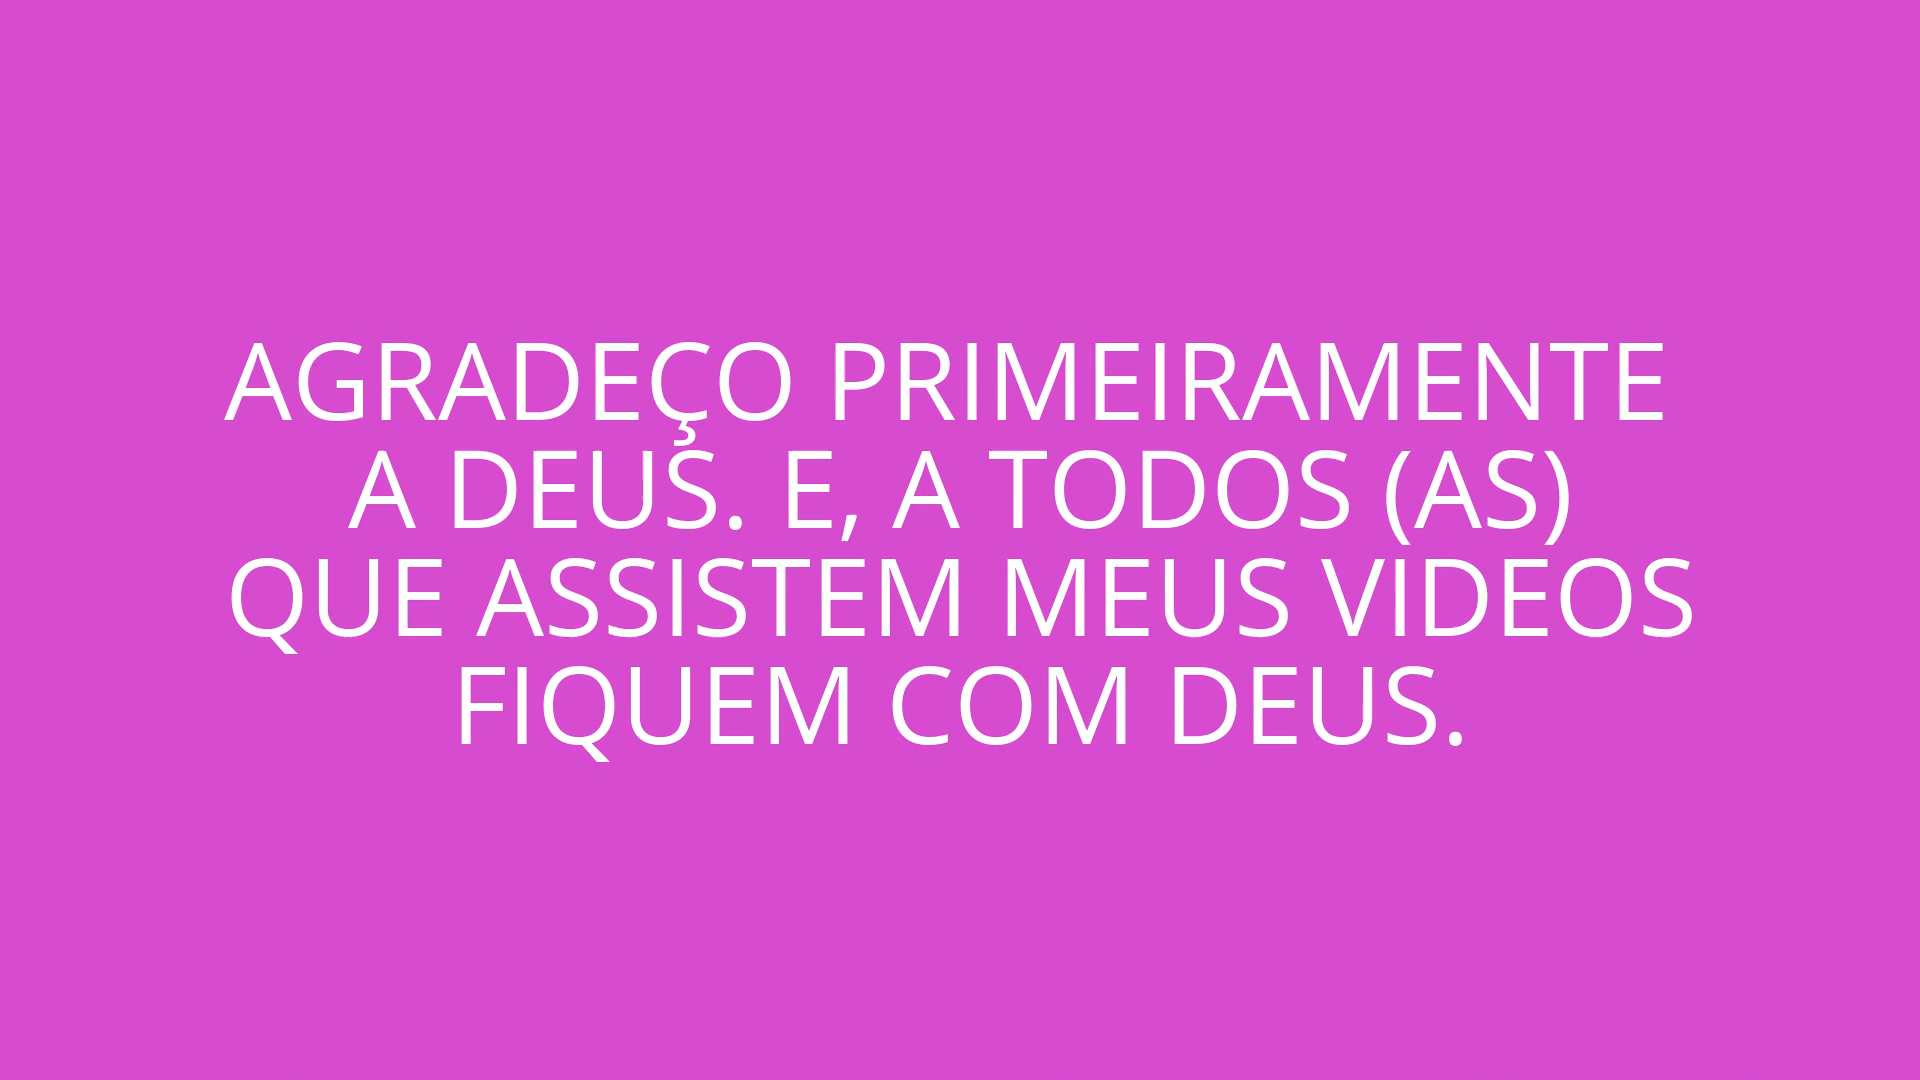 AGRADEÇO PRIMEIRAMENTE
A DEUS. E, A TODOS (AS)
QUE ASSISTEM MEUS VIDEOS
FIQUEM COM DEUS.